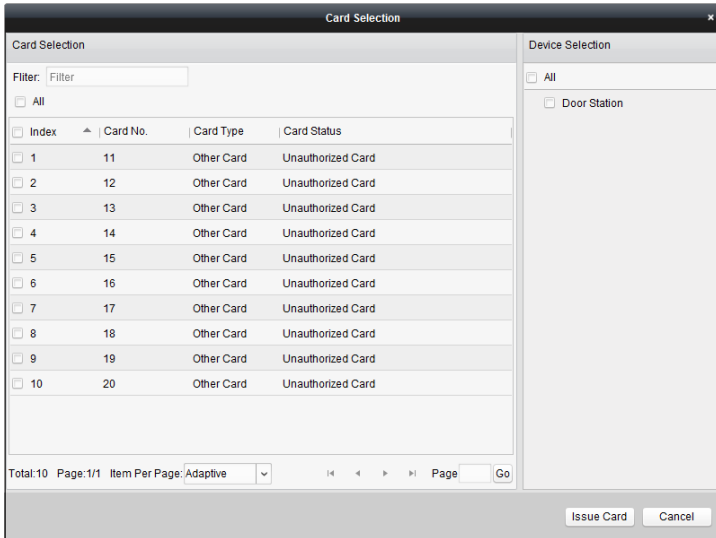 Card Selection ×
Card Selection
Fliter: Filter
All
Index Card No. Card Type Card Status
1 11 Other Card Unauthorized Card
2 12 Other Card Unauthorized Card
3 13 Other Card Unauthorized Card
4 14 Other Card Unauthorized Card
5 15 Other Card Unauthorized Card
6 16 Other Card Unauthorized Card
7 17 Other Card Unauthorized Card
8 18 Other Card Unauthorized Card
9 19 Other Card Unauthorized Card
10 20 Other Card Unauthorized Card
Total:10 Page:1/1 Item Per Page: Adaptive Page Go
Device Selection
All
Door Station
Issue Card Cancel